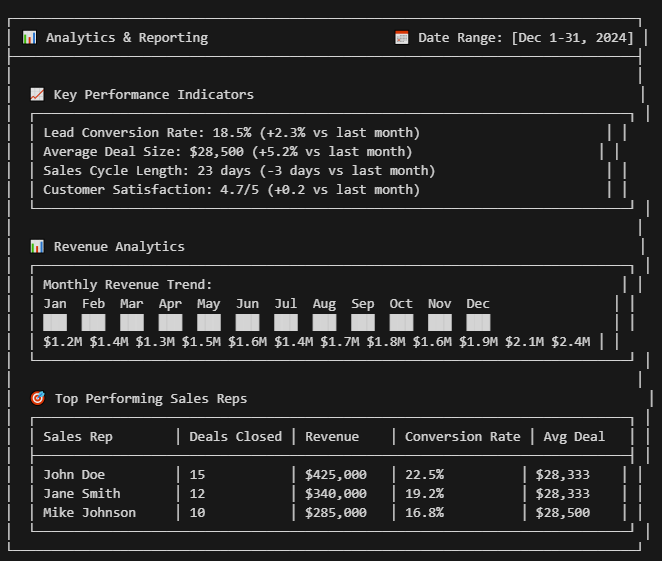 📊 Analytics & Reporting 📅 Date Range: [Dec 1-31, 2024]
📈 Key Performance Indicators
Lead Conversion Rate: 18.5% (+2.3% vs last month)
Average Deal Size: $28,500 (+5.2% vs last month)
Sales Cycle Length: 23 days (-3 days vs last month)
Customer Satisfaction: 4.7/5 (+0.2 vs last month)
📊 Revenue Analytics
Monthly Revenue Trend:
Jan Feb Mar Apr May Jun Jul Aug Sep Oct Nov Dec
$1.2M $1.4M $1.3M $1.5M $1.6M $1.4M $1.7M $1.8M $1.6M $1.9M $2.1M $2.4M
🎯 Top Performing Sales Reps
Sales Rep | Deals Closed | Revenue | Conversion Rate | Avg Deal
John Doe | 15 | $425,000 | 22.5% | $28,333
Jane Smith | 12 | $340,000 | 19.2% | $28,333
Mike Johnson | 10 | $285,000 | 16.8% | $28,500